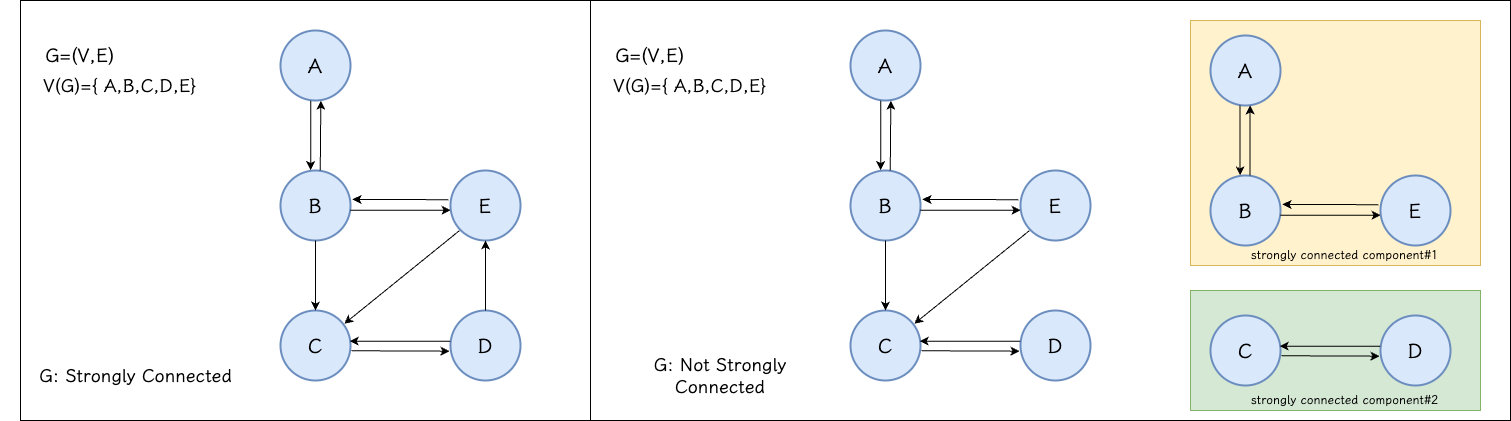 G=(V,E)
V(G)={ A,B,C,D,E}
A
B
E
C
D
G: Strongly Connected
G=(V,E)
V(G)={ A,B,C,D,E}
A
B
E
C
D
G: Not Strongly
Connected
A
B
E
strongly connected component#1
C
D
strongly connected component#2